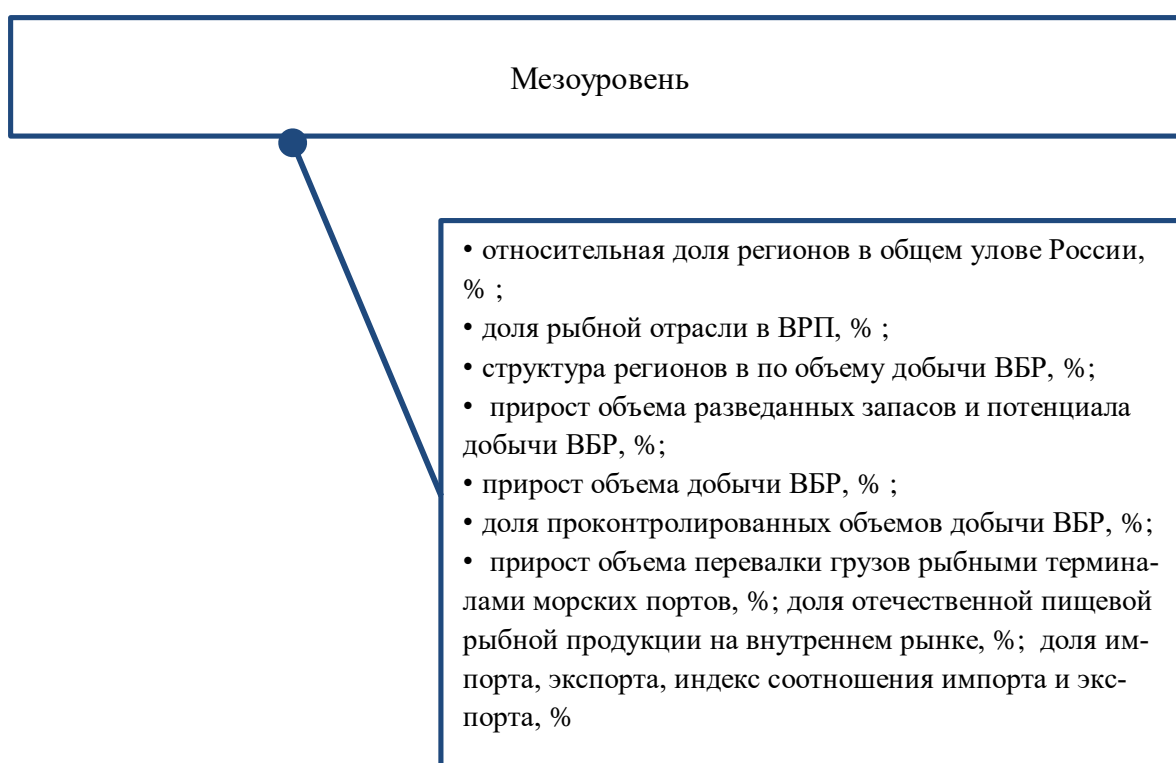 Мезоуровень
• относительная доля регионов в общем улове России,
% ;
• доля рыбной отрасли в ВРП, % ;
• структура регионов в по объему добычи ВБР, %;
• прирост объема разведанных запасов и потенциала
добычи ВБР, %;
• прирост объема добычи ВБР, % ;
• доля проконтролированных объемов добычи ВБР, %;
• прирост объема перевалки грузов рыбными термина-
лами морских портов, %; доля отечественной пищевой
рыбной продукции на внутреннем рынке, %; доля им-
порта, экспорта, индекс соотношения импорта и экс-
порта, %